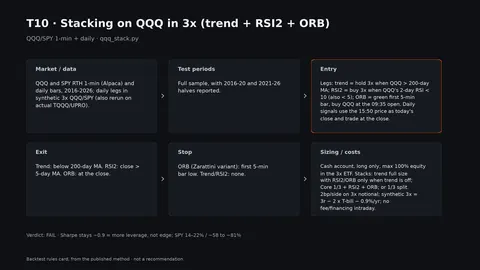 T10 · Stacking on QQQ in 3x (trend + RSI2 + ORB)
QQQ/SPY 1-min + daily · qqq_stack.py
Market / data
QQQ and SPY RTH 1-min (Alpaca) and
daily bars, 2016-2026; daily legs in
synthetic 3x QQQ/SPY (also rerun on
actual TQQQ/UPRO).
›
Test periods
Full sample, with 2016-20 and 2021-26
halves reported.
›
Entry
Legs: trend = hold 3x when QQQ > 200-day
MA; RSI2 = buy 3x when QQQ's 2-day RSI <
10 (also < 5); ORB = green first 5-min
bar, buy QQQ at the 09:35 open. Daily
signals use the 15:50 price as today's
close and trade at the close.
Exit
Trend: below 200-day MA. RSI2: close >
5-day MA. ORB: at the close.
›
Stop
ORB (Zarattini variant): first 5-min
bar low. Trend/RSI2: none.
›
Sizing / costs
Cash account, long only, max 100% equity
in the 3x ETF. Stacks: trend full size
with RSI2/ORB only when trend is off;
Core 1/3 + RSI2 + ORB; or 1/3 split.
2bp/side on 3x notional; synthetic 3x =
3r − 2 x T-bill − 0.9%/yr; no
fee/financing intraday.
Verdict: FAIL · Sharpe stays ~0.9 = more leverage, not edge; SPY 14–22% / −58 to −81%
Backtest rules card, from the published method · not a recommendation